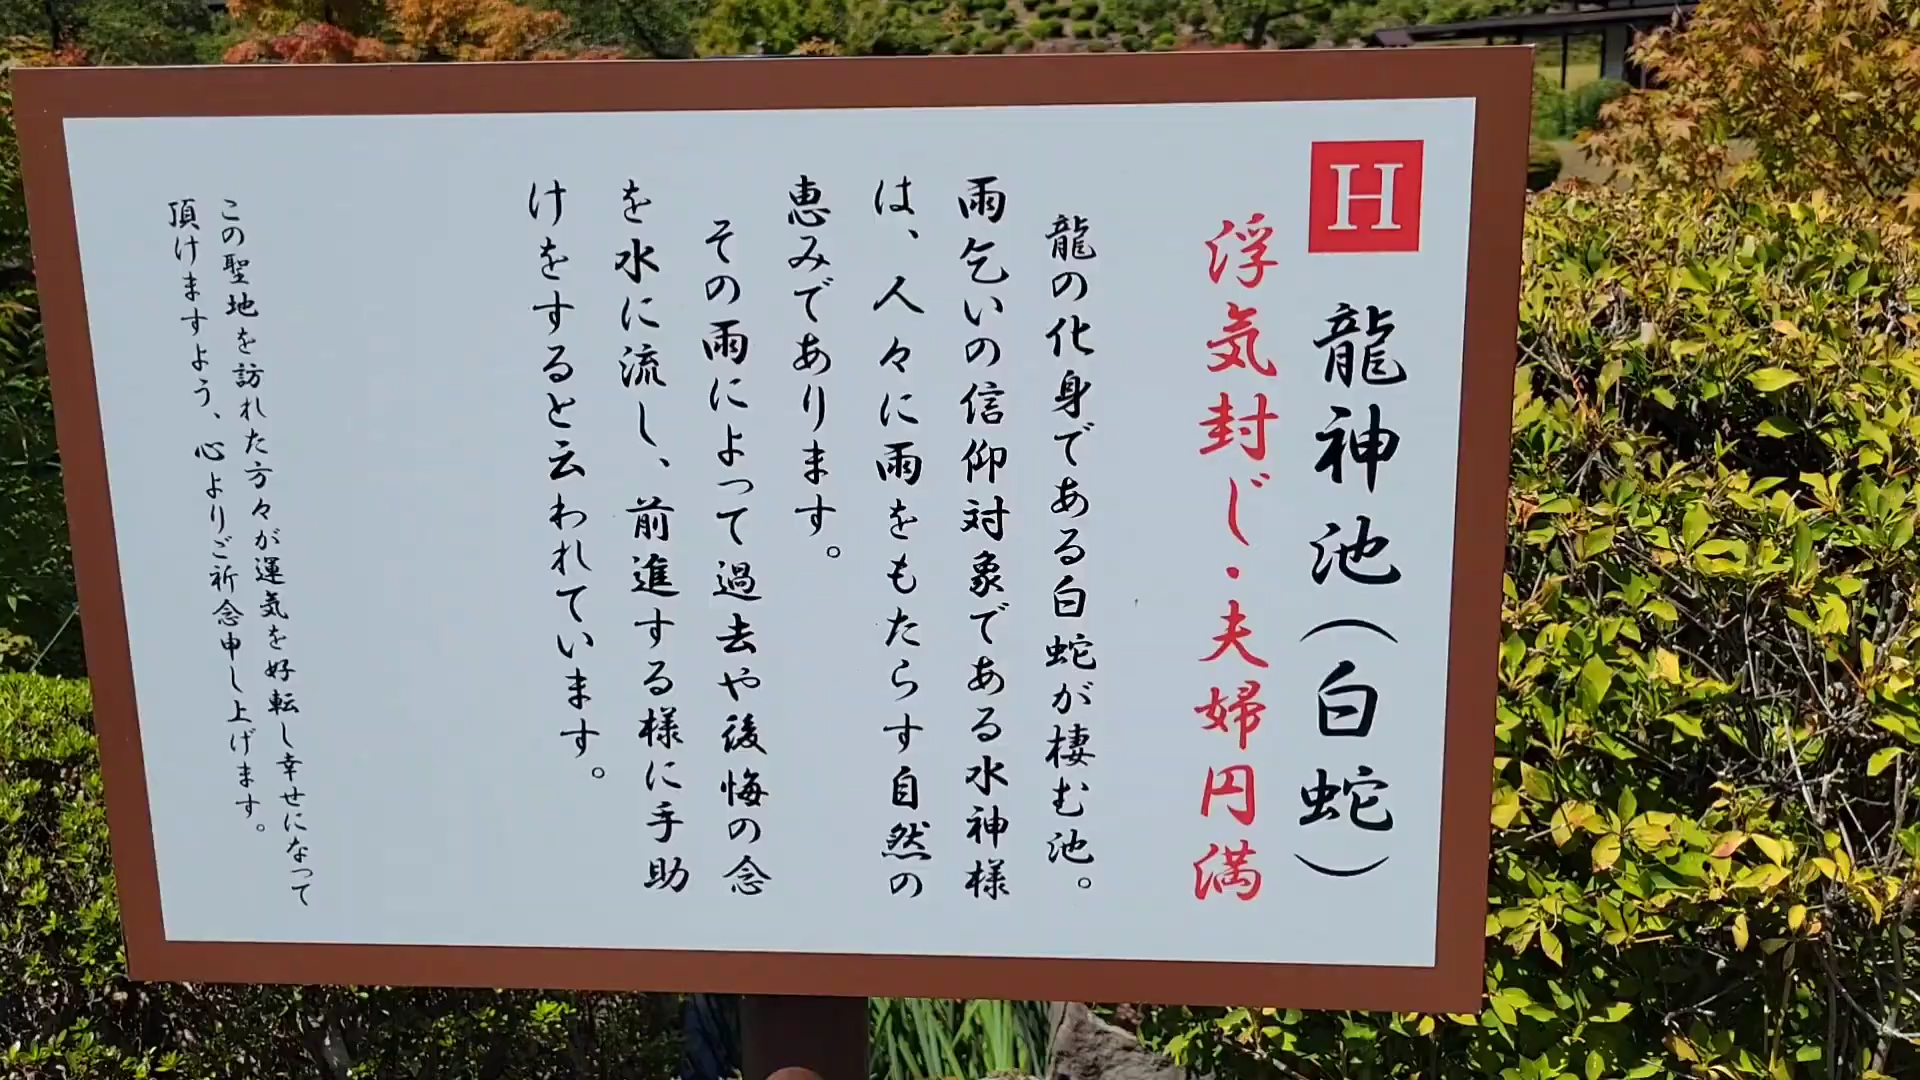 H 龍神池(白蛇)
浮気封じ・夫婦円満
龍の化身である白蛇が棲む池。
雨乞いの信仰対象である水神様
は、人々に雨をもたらす自然の
恵みであります。
その雨によって過去や後悔の念
を水に流し、前進する様に手助
けをすると云われています。
この聖地を訪れた方々が運気を好転し幸せになって
頂けますよう、心よりご祈念申し上げます。